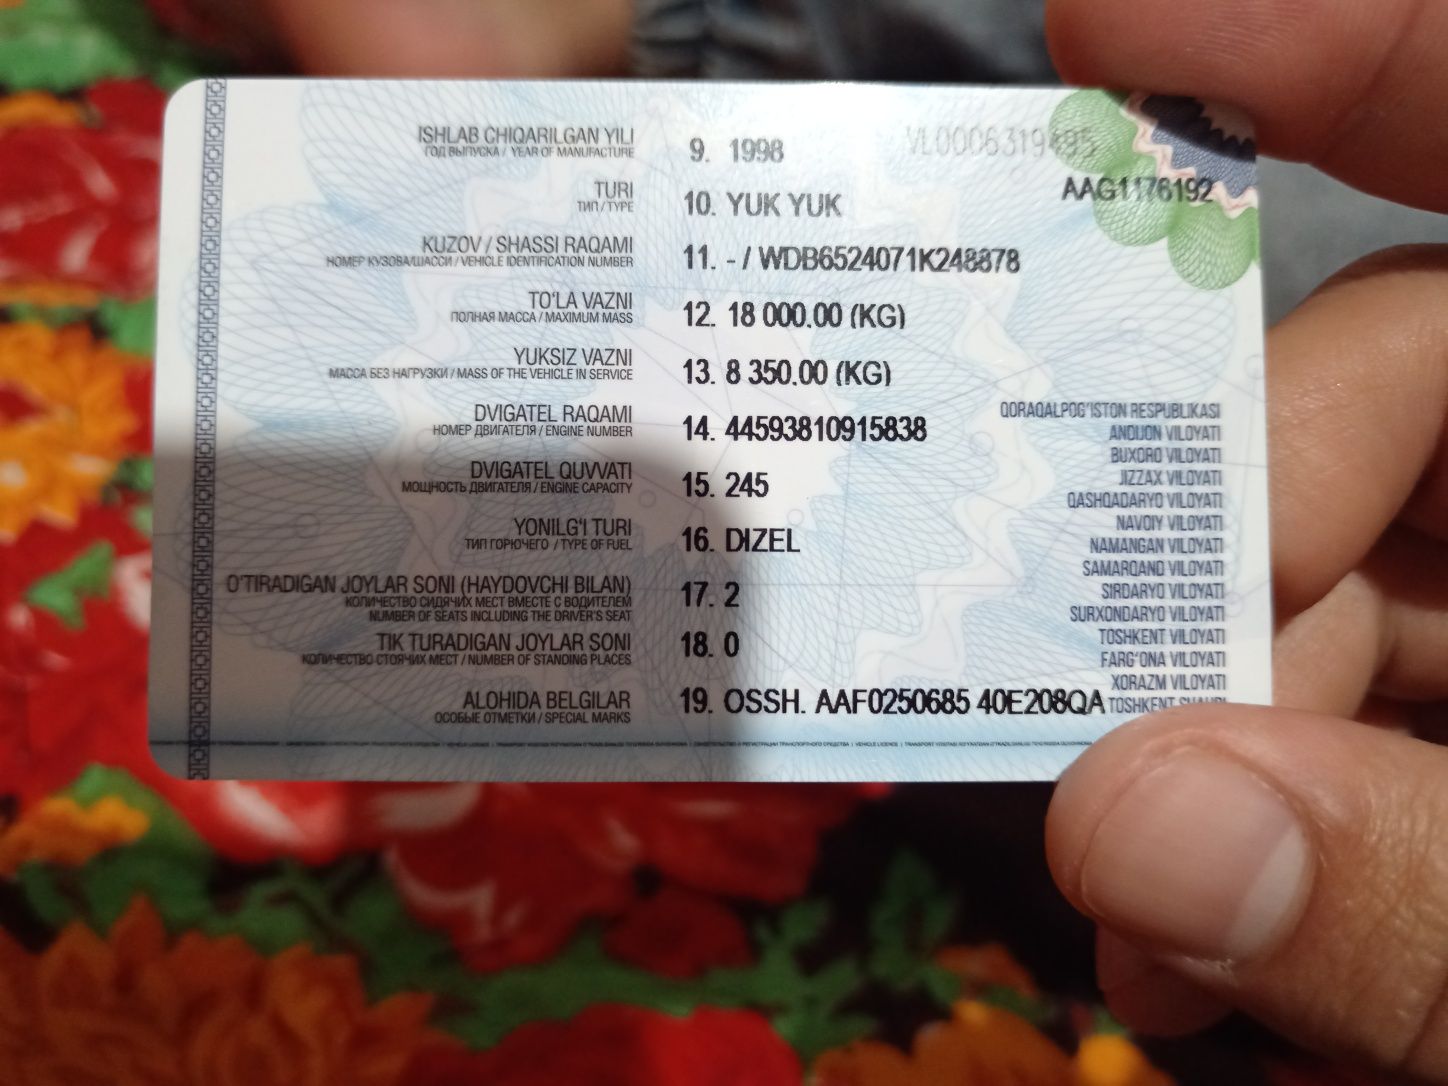 VL0006319495
AAG1176192
ISHLAB CHIQARILGAN YILI
ГОД ВЫПУСКА / YEAR OF MANUFACTURE
9. 1998
TURI
ТИП / TYPE
10. YUK YUK
KUZOV / SHASSI RAQAMI
НОМЕР КУЗОВА/ШАССИ / VEHICLE IDENTIFICATION NUMBER
11. - / WDB6524071K248878
TO'LA VAZNI
ПОЛНАЯ МАССА / MAXIMUM MASS
12. 18 000.00 (KG)
YUKSIZ VAZNI
МАССА БЕЗ НАГРУЗКИ / MASS OF THE VEHICLE IN SERVICE
13. 8 350.00 (KG)
DVIGATEL RAQAMI
НОМЕР ДВИГАТЕЛЯ / ENGINE NUMBER
14. 44593810915838
DVIGATEL QUVVATI
МОЩНОСТЬ ДВИГАТЕЛЯ / ENGINE CAPACITY
15. 245
YONILG'I TURI
ТИП ГОРЮЧЕГО / TYPE OF FUEL
16. DIZEL
O'TIRADIGAN JOYLAR SONI (HAYDOVCHI BILAN)
КОЛИЧЕСТВО СИДЯЧИХ МЕСТ ВМЕСТЕ С ВОДИТЕЛЕМ
NUMBER OF SEATS INCLUDING THE DRIVER'S SEAT
17. 2
TIK TURADIGAN JOYLAR SONI
КОЛИЧЕСТВО СТОЯЧИХ МЕСТ / NUMBER OF STANDING PLACES
18. 0
ALOHIDA BELGILAR
ОСОБЫЕ ОТМЕТКИ / SPECIAL MARKS
19. OSSH. AAF0250685 40E208QA
QORAQALPOG'ISTON RESPUBLIKASI
ANDIJON VILOYATI
BUXORO VILOYATI
JIZZAX VILOYATI
QASHQADARYO VILOYATI
NAVOIY VILOYATI
NAMANGAN VILOYATI
SAMARQAND VILOYATI
SIRDARYO VILOYATI
SURXONDARYO VILOYATI
TOSHKENT VILOYATI
FARG'ONA VILOYATI
XORAZM VILOYATI
TOSHKENT